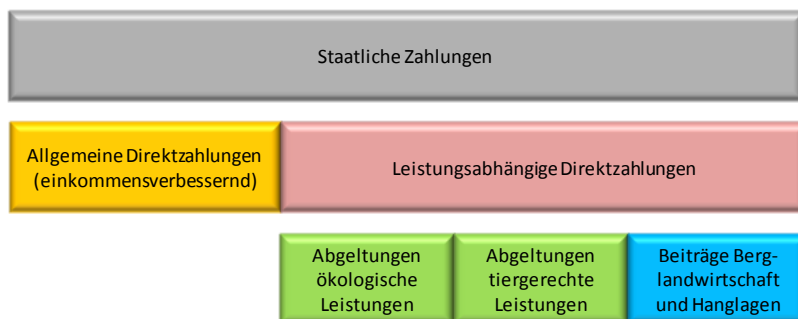 Staatliche Zahlungen
Allgemeine Direktzahlungen
(einkommensverbessernd)
Leistungsabhängige Direktzahlungen
Abgeltungen
ökologische
Leistungen
Abgeltungen
tiergerechte
Leistungen
Beiträge Berg-
landwirtschaft
und Hanglagen